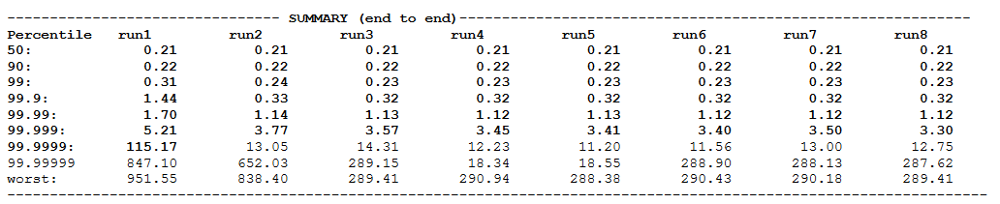 -------------------------------- SUMMARY (end to end)------------------------------------------------------------
Percentile run1 run2 run3 run4 run5 run6 run7 run8
50: 0.21 0.21 0.21 0.21 0.21 0.21 0.21 0.21
90: 0.22 0.22 0.22 0.22 0.22 0.22 0.22 0.22
99: 0.31 0.24 0.23 0.23 0.23 0.23 0.23 0.23
99.9: 1.44 0.33 0.32 0.32 0.32 0.32 0.32 0.32
99.99: 1.70 1.14 1.13 1.12 1.13 1.12 1.12 1.12
99.999: 5.21 3.77 3.57 3.45 3.41 3.40 3.50 3.30
99.9999: 115.17 13.05 14.31 12.23 11.20 11.56 13.00 12.75
99.99999 847.10 652.03 289.15 18.34 18.55 288.90 288.13 287.62
worst: 951.55 838.40 289.41 290.94 288.38 290.43 290.18 289.41
--------------------------------------------------------------------------------------------------------------------